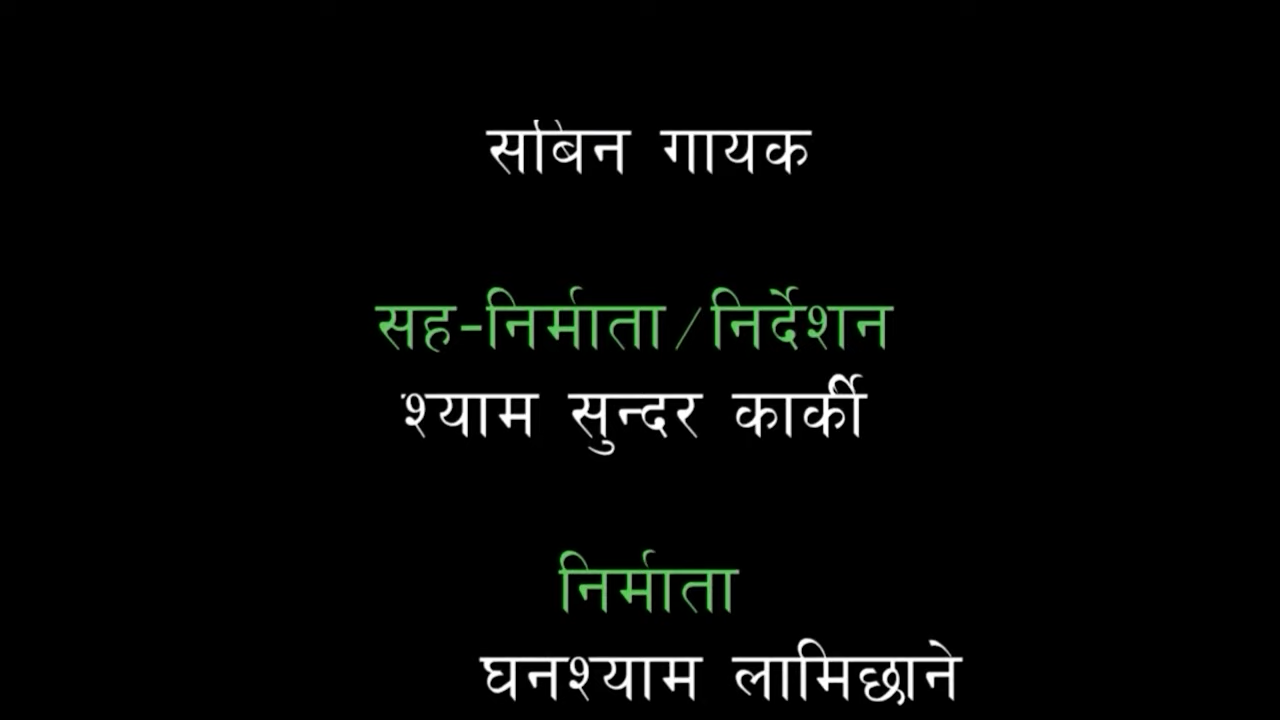 सबिन गायक
सह-निर्माता/निर्देशन
श्याम सुन्दर कार्की
निर्माता
घनश्याम लामिछाने